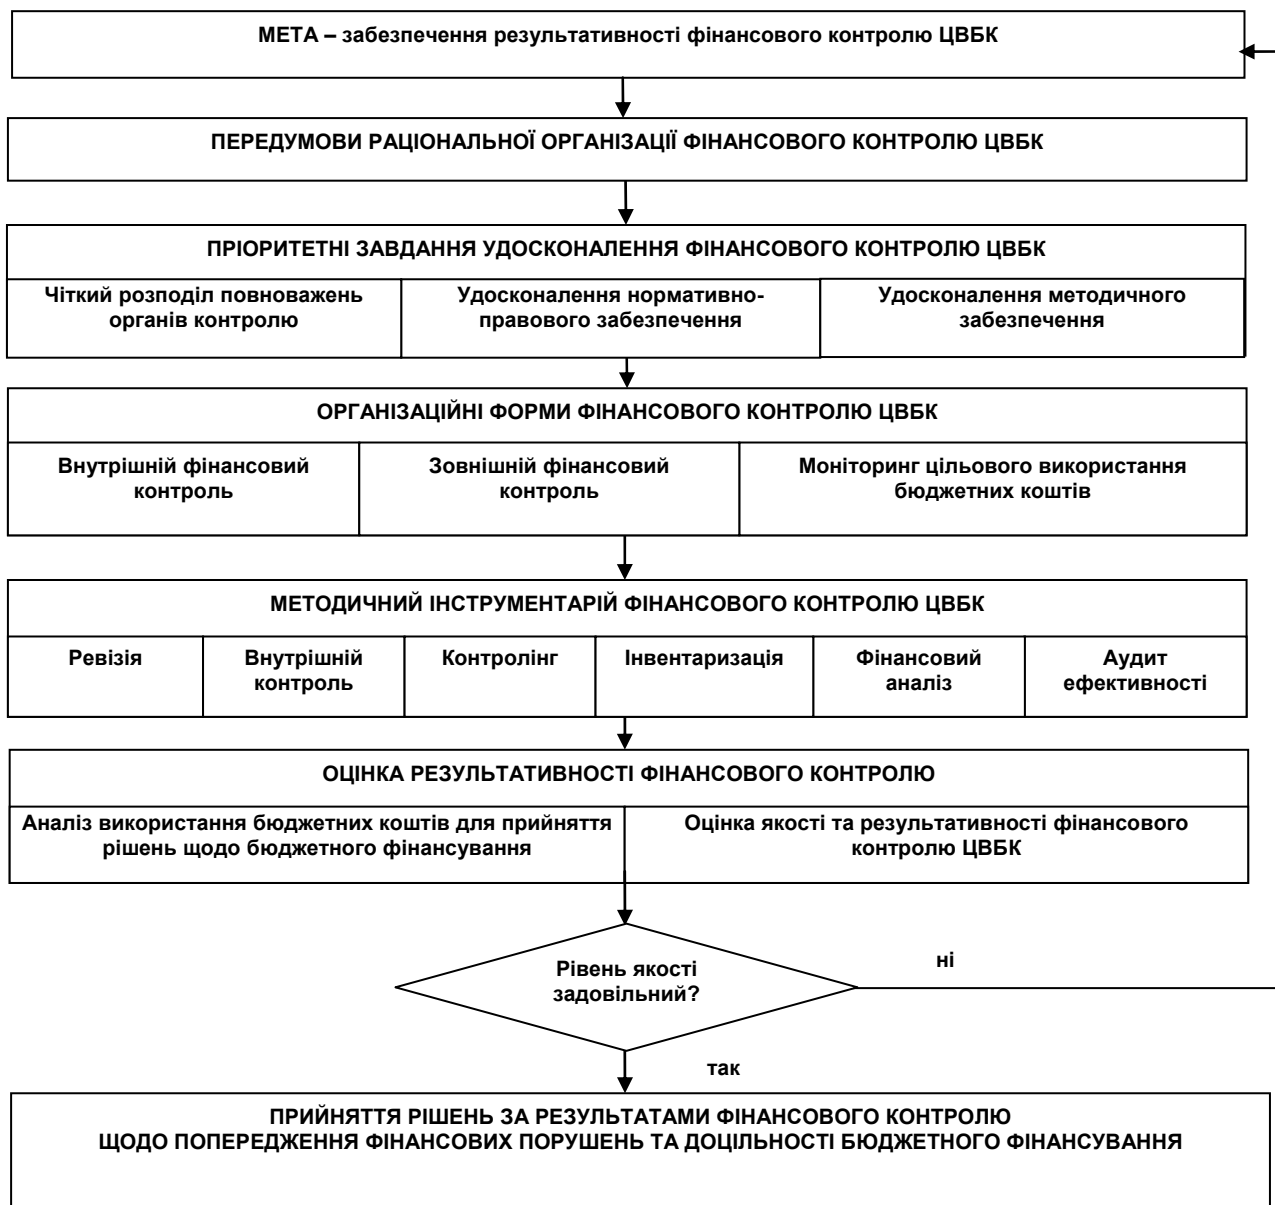 МЕТА – забезпечення результативності фінансового контролю ЦВБК
ПЕРЕДУМОВИ РАЦІОНАЛЬНОЇ ОРГАНІЗАЦІЇ ФІНАНСОВОГО КОНТРОЛЮ ЦВБК
ПРІОРИТЕТНІ ЗАВДАННЯ УДОСКОНАЛЕННЯ ФІНАНСОВОГО КОНТРОЛЮ ЦВБК
Чіткий розподіл повноважень
органів контролю
Удосконалення нормативно-
правового забезпечення
Удосконалення методичного
забезпечення
ОРГАНІЗАЦІЙНІ ФОРМИ ФІНАНСОВОГО КОНТРОЛЮ ЦВБК
Внутрішній фінансовий
контроль
Зовнішній фінансовий
контроль
Моніторинг цільового використання
бюджетних коштів
МЕТОДИЧНИЙ ІНСТРУМЕНТАРІЙ ФІНАНСОВОГО КОНТРОЛЮ ЦВБК
Ревізія
Внутрішній
контроль
Контролінг
Інвентаризація
Фінансовий
аналіз
Аудит
ефективності
ОЦІНКА РЕЗУЛЬТАТИВНОСТІ ФІНАНСОВОГО КОНТРОЛЮ
Аналіз використання бюджетних коштів для прийняття
рішень щодо бюджетного фінансування
Оцінка якості та результативності фінансового
контролю ЦВБК
Рівень якості
задовільний?
ні
так
ПРИЙНЯТТЯ РІШЕНЬ ЗА РЕЗУЛЬТАТАМИ ФІНАНСОВОГО КОНТРОЛЮ
ЩОДО ПОПЕРЕДЖЕННЯ ФІНАНСОВИХ ПОРУШЕНЬ ТА ДОЦІЛЬНОСТІ БЮДЖЕТНОГО ФІНАНСУВАННЯ